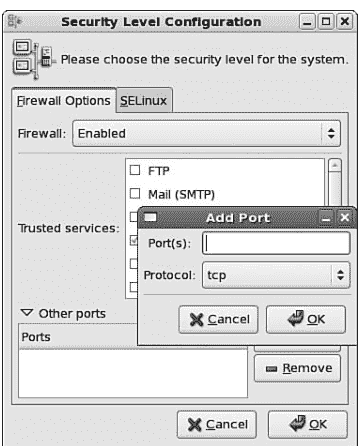 Security Level Configuration
Please choose the security level for the system.
Firewall Options
SELinux
Firewall: Enabled
FTP
Mail (SMTP)
Trusted services:
Add Port
Port(s):
Protocol: tcp
Cancel
OK
Other ports
Ports
Remove
Cancel
OK